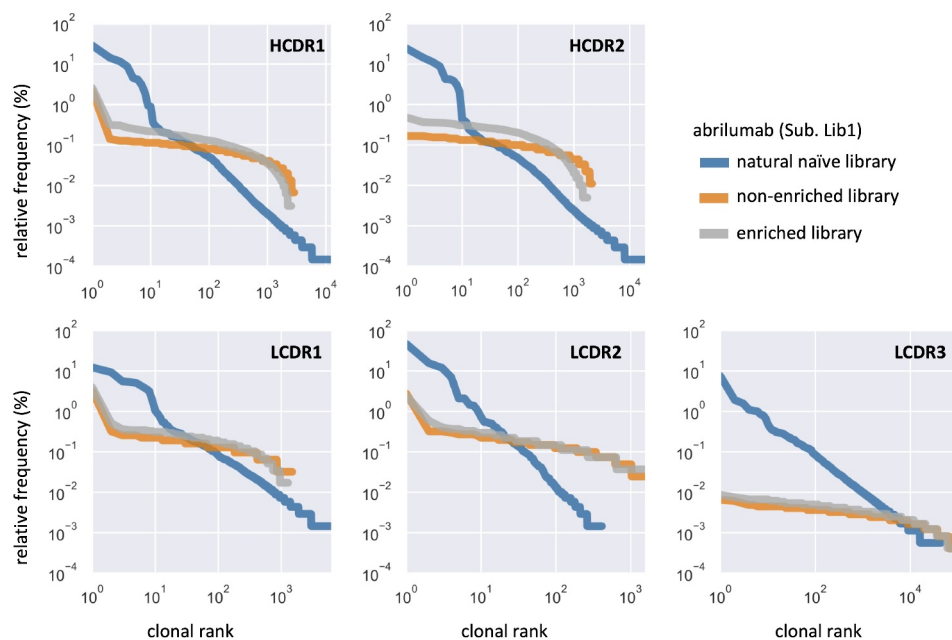 10² 10¹ 10⁰ 10⁻¹ 10⁻² 10⁻³ 10⁻⁴
relative frequency (%)
HCDR1
10⁰ 10¹ 10² 10³ 10⁴
10² 10¹ 10⁰ 10⁻¹ 10⁻² 10⁻³ 10⁻⁴
HCDR2
10⁰ 10¹ 10² 10³ 10⁴
abrilumab (Sub. Lib1)
natural naïve library
non-enriched library
enriched library
10² 10¹ 10⁰ 10⁻¹ 10⁻² 10⁻³ 10⁻⁴
relative frequency (%)
LCDR1
10⁰ 10¹ 10² 10³
clonal rank
10² 10¹ 10⁰ 10⁻¹ 10⁻² 10⁻³ 10⁻⁴
LCDR2
10⁰ 10¹ 10² 10³
clonal rank
10² 10¹ 10⁰ 10⁻¹ 10⁻² 10⁻³ 10⁻⁴
LCDR3
10⁰ 10² 10⁴
clonal rank